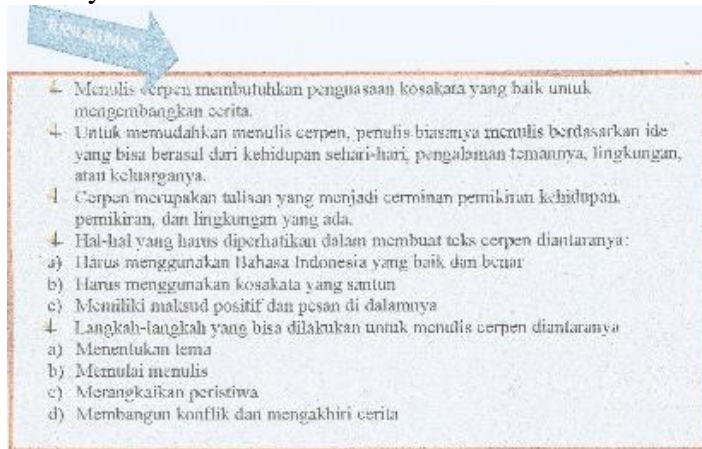 RANGKUMAN
Menulis cerpen membutuhkan penguasaan kosakata yang baik untuk
mengembangkan cerita.
Untuk memudahkan menulis cerpen, penulis biasanya menulis berdasarkan ide
yang bisa berasal dari kehidupan sehari-hari, pengalaman temannya, lingkungan,
atau keluarganya.
Cerpen merupakan tulisan yang menjadi cerminan pemikiran kehidupan,
pemikiran, dan lingkungan yang ada.
Hal-hal yang harus diperhatikan dalam membuat teks cerpen diantaranya:
a) Harus menggunakan Bahasa Indonesia yang baik dan benar
b) Harus menggunakan kosakata yang santun
c) Memiliki maksud positif dan pesan di dalamnya
Langkah-langkah yang bisa dilakukan untuk menulis cerpen diantaranya
a) Menentukan tema
b) Memulai menulis
c) Merangkaikan peristiwa
d) Membangun konflik dan mengakhiri cerita